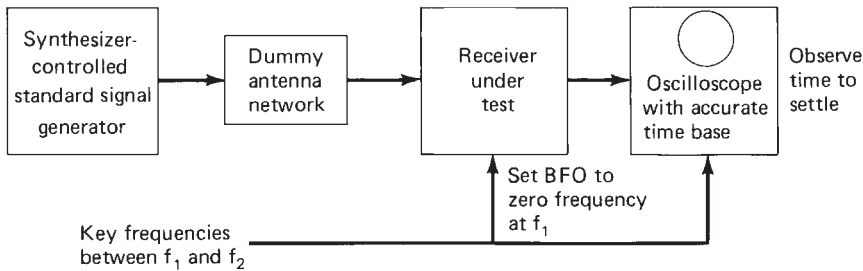 Synthesizer-
controlled
standard signal
generator
Dummy
antenna
network
Receiver
under
test
Oscilloscope
with accurate
time base
Observe
time to
settle
Set BFO to
zero frequency
at f₁
Key frequencies
between f₁ and f₂